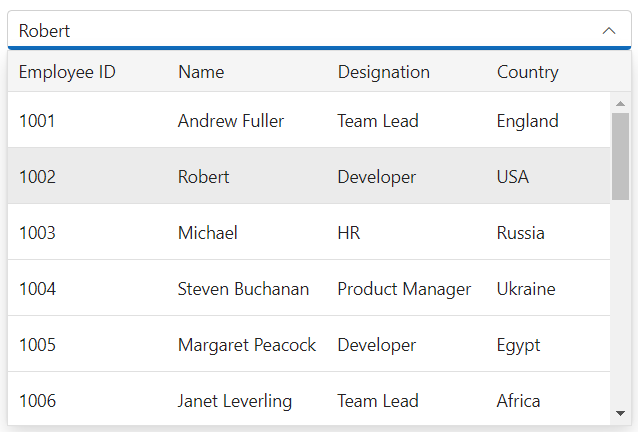 Robert
Employee ID Name Designation Country
1001 Andrew Fuller Team Lead England
1002 Robert Developer USA
1003 Michael HR Russia
1004 Steven Buchanan Product Manager Ukraine
1005 Margaret Peacock Developer Egypt
1006 Janet Leverling Team Lead Africa